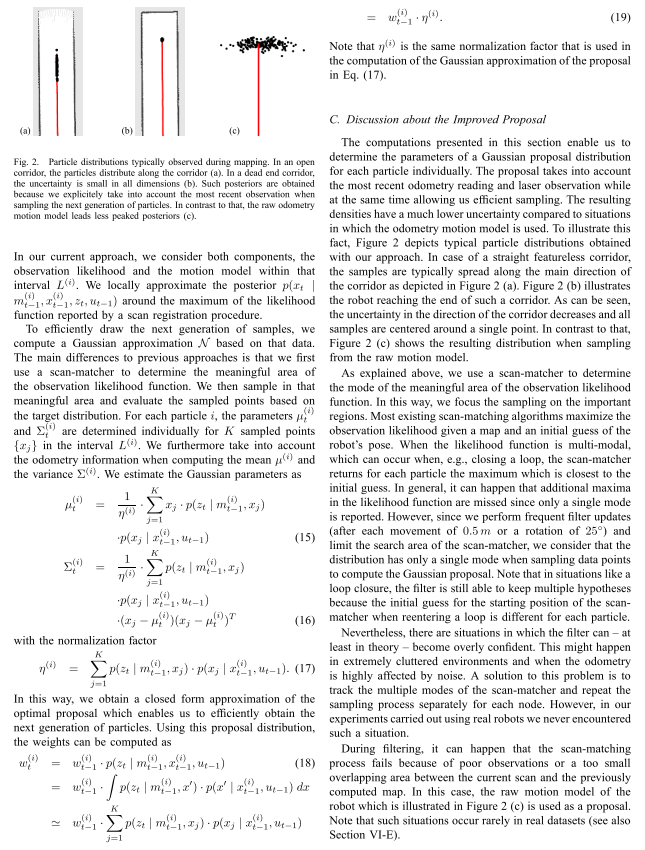 (a) (b) (c)
Fig. 2. Particle distributions typically observed during mapping. In an open
corridor, the particles distribute along the corridor (a). In a dead end corridor,
the uncertainty is small in all dimensions (b). Such posteriors are obtained
because we explicitely take into account the most recent observation when
sampling the next generation of particles. In contrast to that, the raw odometry
motion model leads less peaked posteriors (c).
In our current approach, we consider both components, the
observation likelihood and the motion model within that
interval L^{(i)}. We locally approximate the posterior p(x_t |
m_{t-1}^{(i)}, x_{t-1}^{(i)}, z_t, u_{t-1}) around the maximum of the likelihood
function reported by a scan registration procedure.
To efficiently draw the next generation of samples, we
compute a Gaussian approximation 𝒩 based on that data.
The main differences to previous approaches is that we first
use a scan-matcher to determine the meaningful area of
the observation likelihood function. We then sample in that
meaningful area and evaluate the sampled points based on
the target distribution. For each particle i, the parameters μ_t^{(i)}
and Σ_t^{(i)} are determined individually for K sampled points
{x_j} in the interval L^{(i)}. We furthermore take into account
the odometry information when computing the mean μ^{(i)} and
the variance Σ^{(i)}. We estimate the Gaussian parameters as
μ_t^{(i)} = \frac{1}{η^{(i)}} · \sum_{j=1}^{K} x_j · p(z_t | m_{t-1}^{(i)}, x_j)
·p(x_j | x_{t-1}^{(i)}, u_{t-1}) (15)
Σ_t^{(i)} = \frac{1}{η^{(i)}} · \sum_{j=1}^{K} p(z_t | m_{t-1}^{(i)}, x_j)
·p(x_j | x_{t-1}^{(i)}, u_{t-1})
·(x_j − μ_t^{(i)})(x_j − μ_t^{(i)})^T (16)
with the normalization factor
η^{(i)} = \sum_{j=1}^{K} p(z_t | m_{t-1}^{(i)}, x_j) · p(x_j | x_{t-1}^{(i)}, u_{t-1}). (17)
In this way, we obtain a closed form approximation of the
optimal proposal which enables us to efficiently obtain the
next generation of particles. Using this proposal distribution,
the weights can be computed as
w_t^{(i)} = w_{t-1}^{(i)} · p(z_t | m_{t-1}^{(i)}, x_{t-1}^{(i)}, u_{t-1}) (18)
= w_{t-1}^{(i)} · ∫ p(z_t | m_{t-1}^{(i)}, x′) · p(x′ | x_{t-1}^{(i)}, u_{t-1}) dx
≃ w_{t-1}^{(i)} · \sum_{j=1}^{K} p(z_t | m_{t-1}^{(i)}, x_j) · p(x_j | x_{t-1}^{(i)}, u_{t-1})
= w_{t-1}^{(i)} · η^{(i)}. (19)
Note that η^{(i)} is the same normalization factor that is used in
the computation of the Gaussian approximation of the proposal
in Eq. (17).
C. Discussion about the Improved Proposal
The computations presented in this section enable us to
determine the parameters of a Gaussian proposal distribution
for each particle individually. The proposal takes into account
the most recent odometry reading and laser observation while
at the same time allowing us efficient sampling. The resulting
densities have a much lower uncertainty compared to situations
in which the odometry motion model is used. To illustrate this
fact, Figure 2 depicts typical particle distributions obtained
with our approach. In case of a straight featureless corridor,
the samples are typically spread along the main direction of
the corridor as depicted in Figure 2 (a). Figure 2 (b) illustrates
the robot reaching the end of such a corridor. As can be seen,
the uncertainty in the direction of the corridor decreases and all
samples are centered around a single point. In contrast to that,
Figure 2 (c) shows the resulting distribution when sampling
from the raw motion model.
As explained above, we use a scan-matcher to determine
the mode of the meaningful area of the observation likelihood
function. In this way, we focus the sampling on the important
regions. Most existing scan-matching algorithms maximize the
observation likelihood given a map and an initial guess of the
robot's pose. When the likelihood function is multi-modal,
which can occur when, e.g., closing a loop, the scan-matcher
returns for each particle the maximum which is closest to the
initial guess. In general, it can happen that additional maxima
in the likelihood function are missed since only a single mode
is reported. However, since we perform frequent filter updates
(after each movement of 0.5 m or a rotation of 25°) and
limit the search area of the scan-matcher, we consider that the
distribution has only a single mode when sampling data points
to compute the Gaussian proposal. Note that in situations like a
loop closure, the filter is still able to keep multiple hypotheses
because the initial guess for the starting position of the scan-
matcher when reentering a loop is different for each particle.
Nevertheless, there are situations in which the filter can – at
least in theory – become overly confident. This might happen
in extremely cluttered environments and when the odometry
is highly affected by noise. A solution to this problem is to
track the multiple modes of the scan-matcher and repeat the
sampling process separately for each node. However, in our
experiments carried out using real robots we never encountered
such a situation.
During filtering, it can happen that the scan-matching
process fails because of poor observations or a too small
overlapping area between the current scan and the previously
computed map. In this case, the raw motion model of the
robot which is illustrated in Figure 2 (c) is used as a proposal.
Note that such situations occur rarely in real datasets (see also
Section VI-E).